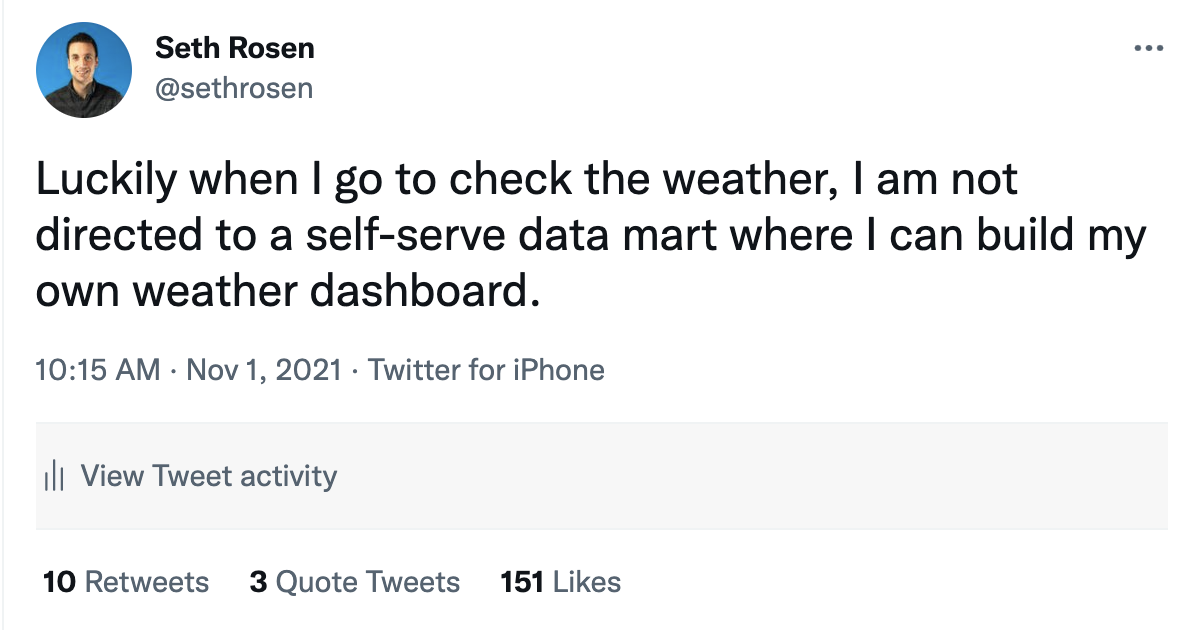 Seth Rosen
@sethrosen
Luckily when I go to check the weather, I am not
directed to a self-serve data mart where I can build my
own weather dashboard.
10:15 AM · Nov 1, 2021 · Twitter for iPhone
View Tweet activity
10 Retweets 3 Quote Tweets 151 Likes